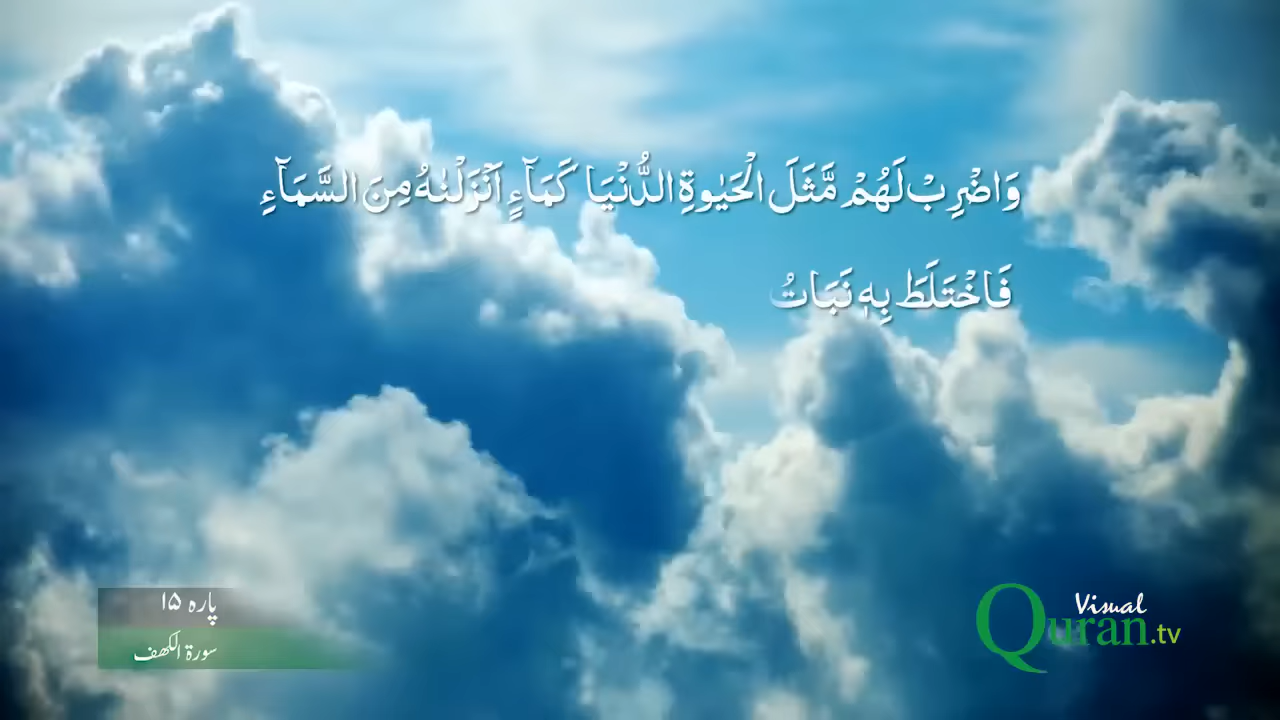 وَاضْرِبْ لَهُمْ مَّثَلَ الْحَيٰوةِ الدُّنْيَا كَمَآءٍ اَنْزَلْنٰهُ مِنَ السَّمَآءِ
فَاخْتَلَطَ بِهٖ نَبَاتُ
پارہ ۱۵
سورۃ الکھف
Visual
Quran.tv